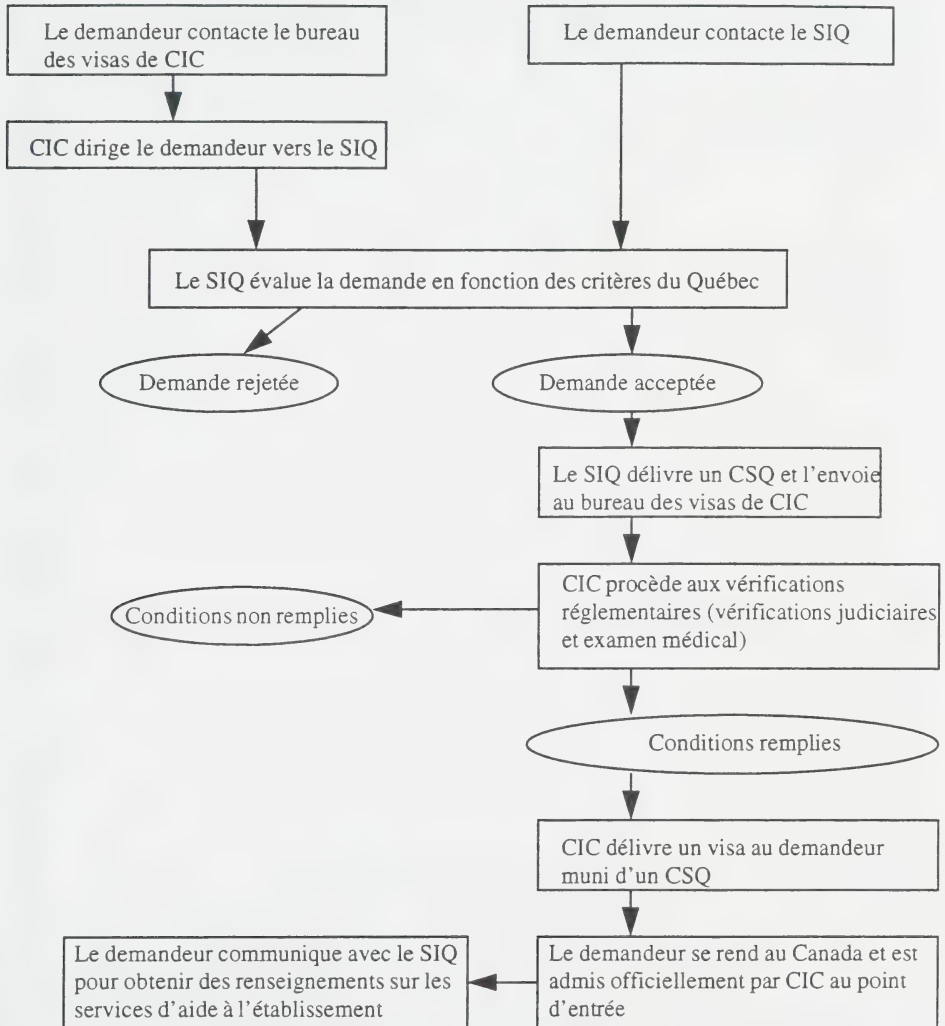 Le demandeur contacte le bureau
des visas de CIC
Le demandeur contacte le SIQ
CIC dirige le demandeur vers le SIQ
Le SIQ évalue la demande en fonction des critères du Québec
Demande rejetée
Demande acceptée
Le SIQ délivre un CSQ et l'envoie
au bureau des visas de CIC
CIC procède aux vérifications
réglementaires (vérifications judiciaires
et examen médical)
Conditions non remplies
Conditions remplies
CIC délivre un visa au demandeur
muni d'un CSQ
Le demandeur se rend au Canada et est
admis officiellement par CIC au point
d'entrée
Le demandeur communique avec le SIQ
pour obtenir des renseignements sur les
services d'aide à l'établissement